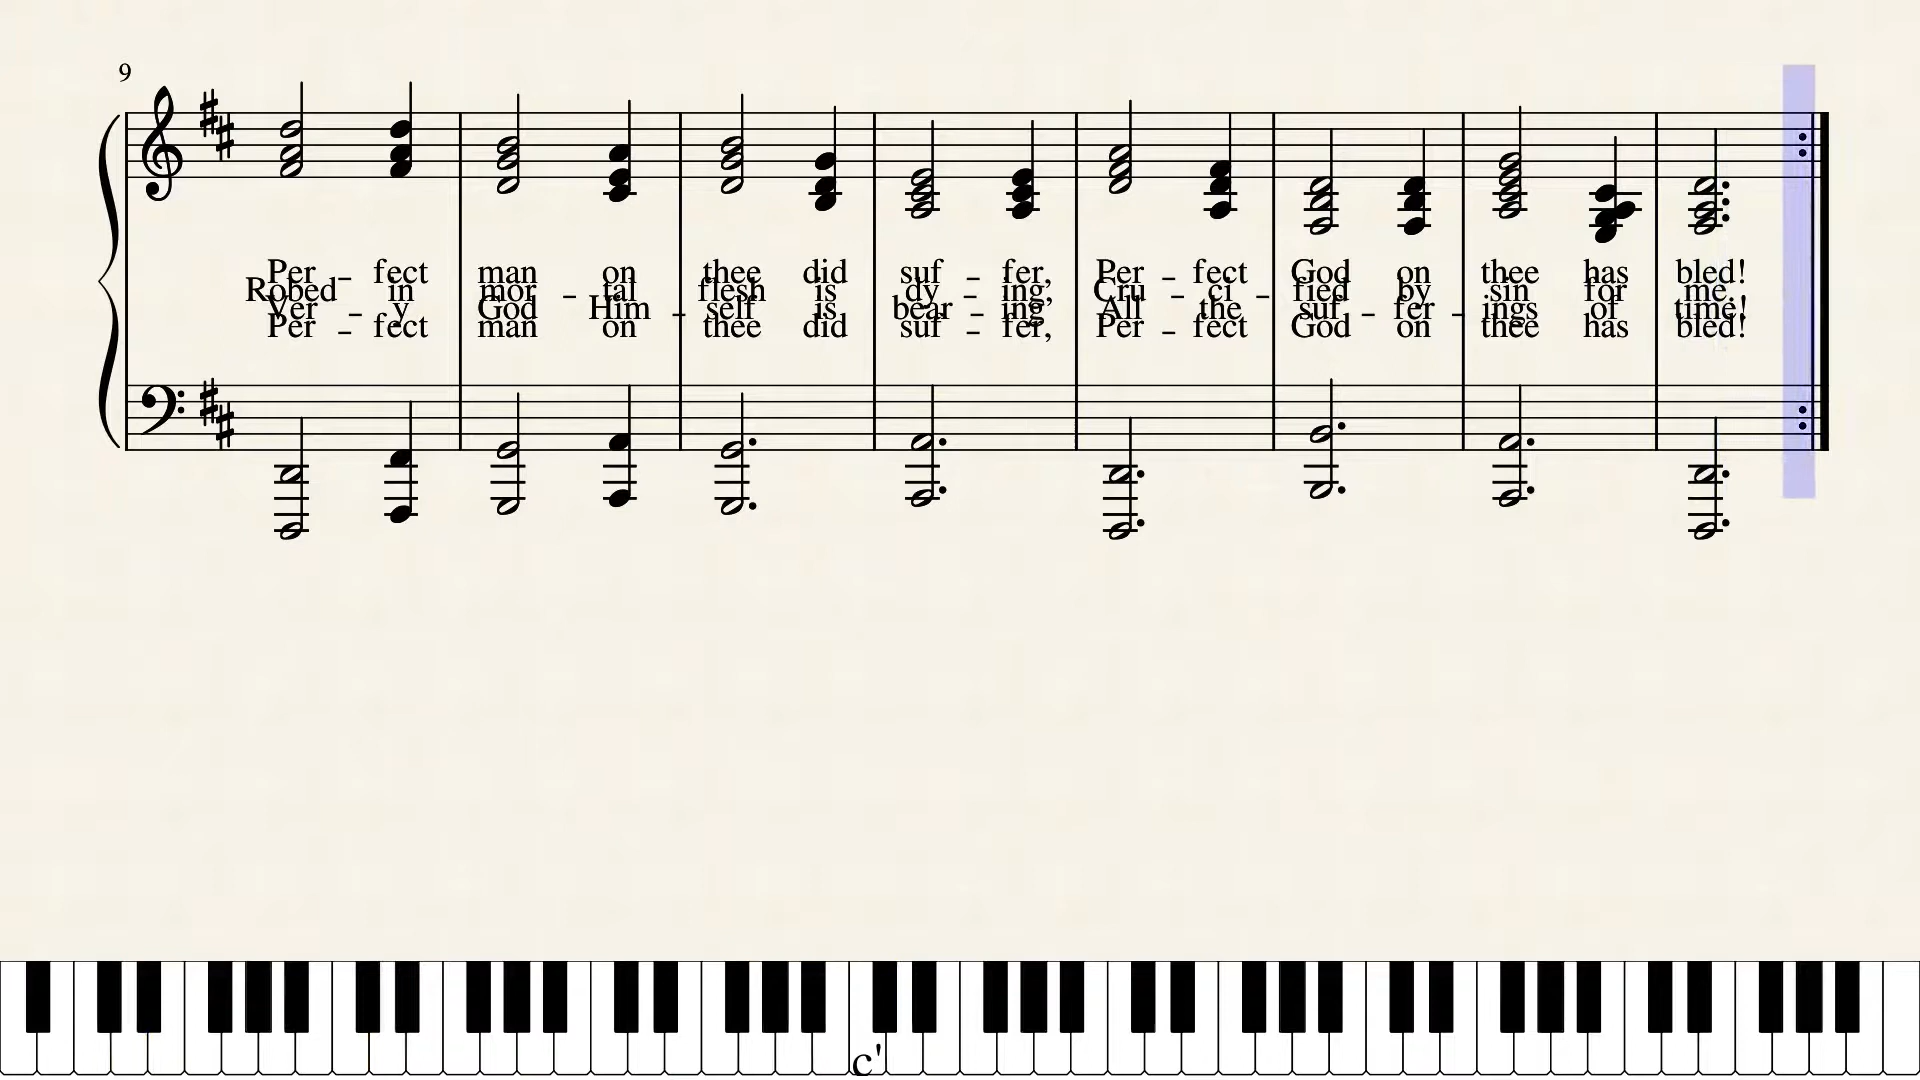 9
Per – fect man on thee did suf – fer, Per – fect God on thee has bled!
Robed in mor – tal flesh is dy – ing, Cru – ci – fied by sin for me.
Ver – y God Him – self is bear – ing All the suf – fer – ings of time!
Per – fect man on thee did suf – fer, Per – fect God on thee has bled!
c'